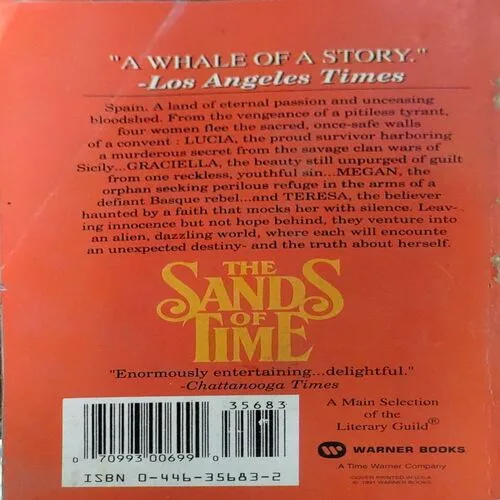 "A WHALE OF A STORY."
-Los Angeles Times
Spain. A land of eternal passion and unceasing
bloodshed. From the vengeance of a pitiless tyrant,
four women flee the sacred, once-safe walls
of a convent : LUCIA, the proud survivor harboring
a murderous secret from the savage clan wars of
Sicily...GRACIELLA, the beauty still unpurged of guilt
from one reckless, youthful sin...MEGAN, the
orphan seeking perilous refuge in the arms of a
defiant Basque rebel...and TERESA, the believer
haunted by a faith that mocks her with silence. Leav-
ing innocence but not hope behind, they venture into
an alien, dazzling world, where each will encounte
an unexpected destiny- and the truth about herself.
THE
SANDS
OF
TIME
"Enormously entertaining...delightful."
-Chattanooga Times
35683
0 70993 00699 0
ISBN 0-446-35683-2
A Main Selection
of the
Literary Guild®
WARNER BOOKS
A Time Warner Company
COVER PRINTED IN U.S.A.
© 1991 WARNER BOOKS